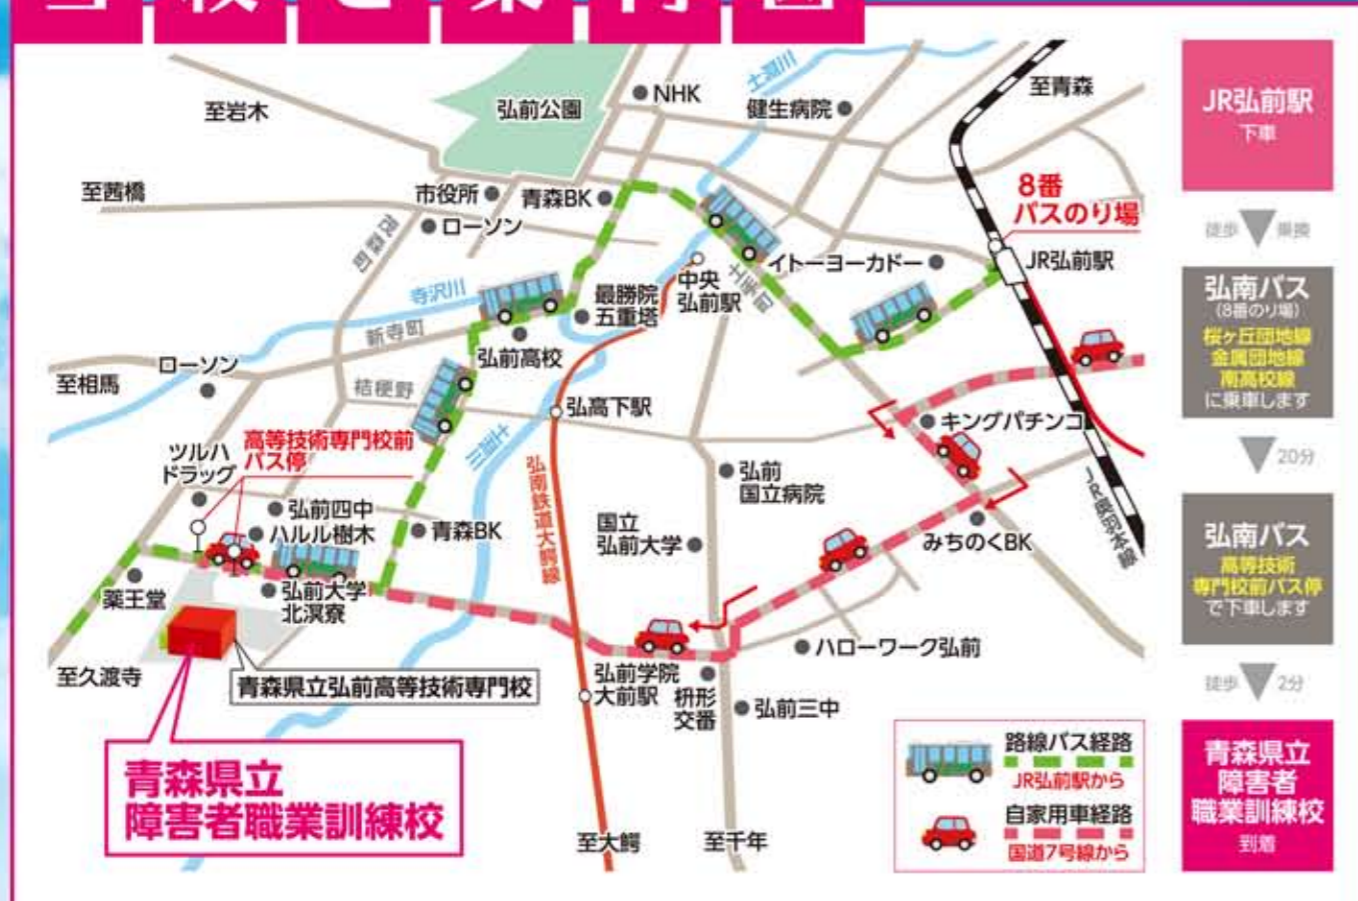 当校ご案内図
至岩木
弘前公園
NHK
土淵川
健生病院
至青森
至茜橋
市役所
青森BK
ローソン
茂森町
8番
バスのり場
イトーヨーカドー
JR弘前駅
中央
弘前駅
土手町
寺沢川
最勝院
五重塔
新寺町
弘前高校
ローソン
至相馬
桔梗野
弘高下駅
キングパチンコ
ツルハ
ドラッグ
高等技術専門校前
バス停
土淵川
弘南鉄道大鰐線
弘前
国立病院
JR奥羽本線
弘前四中
ハルル樹木
青森BK
国立
弘前大学
みちのくBK
薬王堂
弘前大学
北溟寮
ハローワーク弘前
至久渡寺
青森県立弘前高等技術専門校
弘前学院
大前駅
枡形
交番
弘前三中
青森県立
障害者職業訓練校
至大鰐
至千年
路線バス経路
JR弘前駅から
自家用車経路
国道7号線から
JR弘前駅
下車
徒歩 乗換
弘南バス
(8番のり場)
桜ヶ丘団地線
金属団地線
南高校線
に乗車します
20分
弘南バス
高等技術
専門校前バス停
で下車します
徒歩 2分
青森県立
障害者
職業訓練校
到着